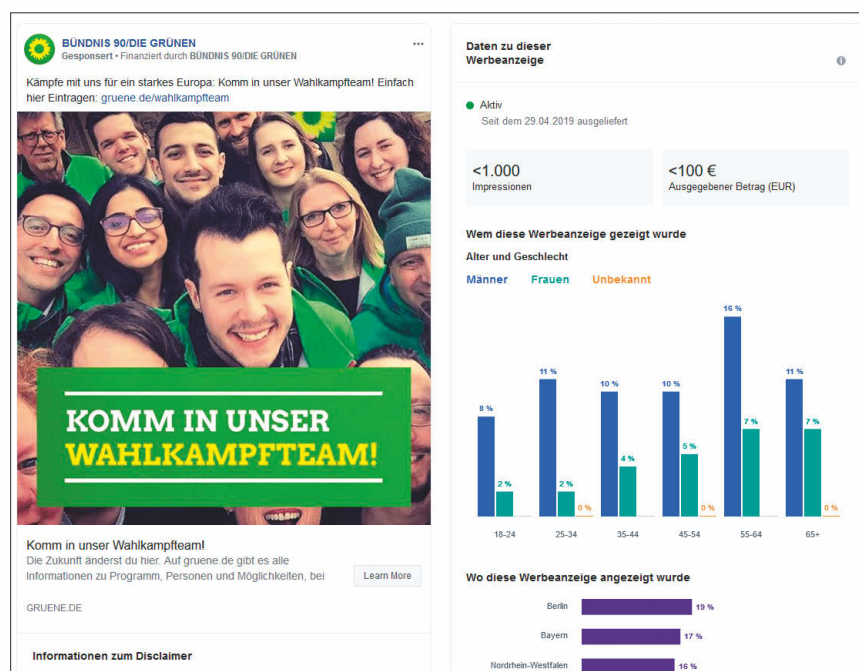 BÜNDNIS 90/DIE GRÜNEN
Gesponsert • Finanziert durch BÜNDNIS 90/DIE GRÜNEN
Kämpfe mit uns für ein starkes Europa: Komm in unser Wahlkampfteam! Einfach
hier Eintragen: gruene.de/wahlkampfteam
KOMM IN UNSER
WAHLKAMPFTEAM!
Komm in unser Wahlkampfteam!
Die Zukunft änderst du hier. Auf gruene.de gibt es alle
Informationen zu Programm, Personen und Möglichkeiten, bei
Learn More
GRUENE.DE
Informationen zum Disclaimer
Daten zu dieser
Werbeanzeige
Aktiv
Seit dem 29.04.2019 ausgeliefert
<1.000
Impressionen
<100 €
Ausgegebener Betrag (EUR)
Wem diese Werbeanzeige gezeigt wurde
Alter und Geschlecht
Männer Frauen Unbekannt
8 % 2 %
11 % 2 % 0 %
10 % 4 %
10 % 5 % 0 %
16 % 7 %
11 % 7 % 0 %
18-24 25-34 35-44 45-54 55-64 65+
Wo diese Werbeanzeige angezeigt wurde
Berlin 19 %
Bayern 17 %
Nordrhein-Westfalen 16 %